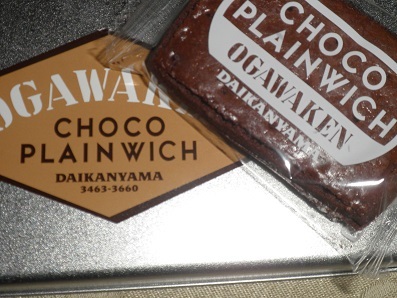 OGAWAKEN
CHOCO
PLAINWICH
DAIKANYAMA
3463-3660
CHOCO
PLAINWICH
OGAWAKEN
DAIKANYAMA